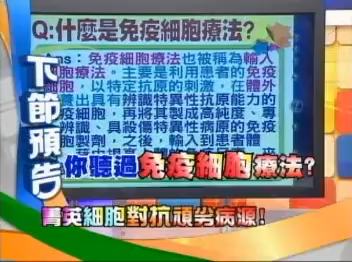 Q:什麼是免疫細胞療法?
Ans：免疫細胞療法也被稱為輸入
細胞療法。主要是利用患者的免疫
細胞，以特定抗原的刺激，在體外
養出具有辨識特異性抗原能力的
疫細胞，再將其製成高純度、專
辨識、具殺傷特異性病原的免疫
胞製劑，之後，輸入到患者體
下節預告
你聽過免疫細胞療法?
菁英細胞對抗頑劣病源!